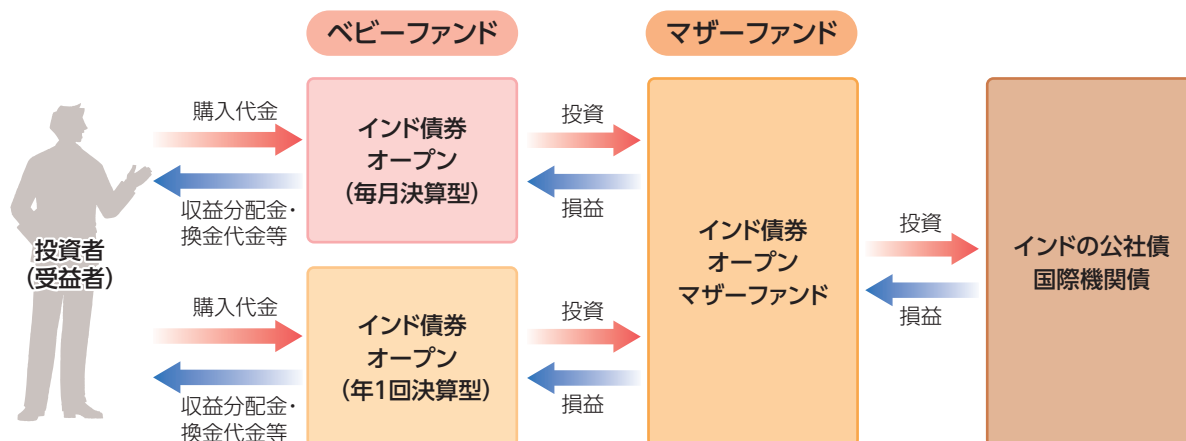 ベビーファンド
マザーファンド
購入代金
インド債券
オープン
(毎月決算型)
収益分配金・
換金代金等
投資
損益
投資者
(受益者)
購入代金
インド債券
オープン
(年1回決算型)
収益分配金・
換金代金等
投資
損益
インド債券
オープン
マザーファンド
投資
損益
インドの公社債
国際機関債